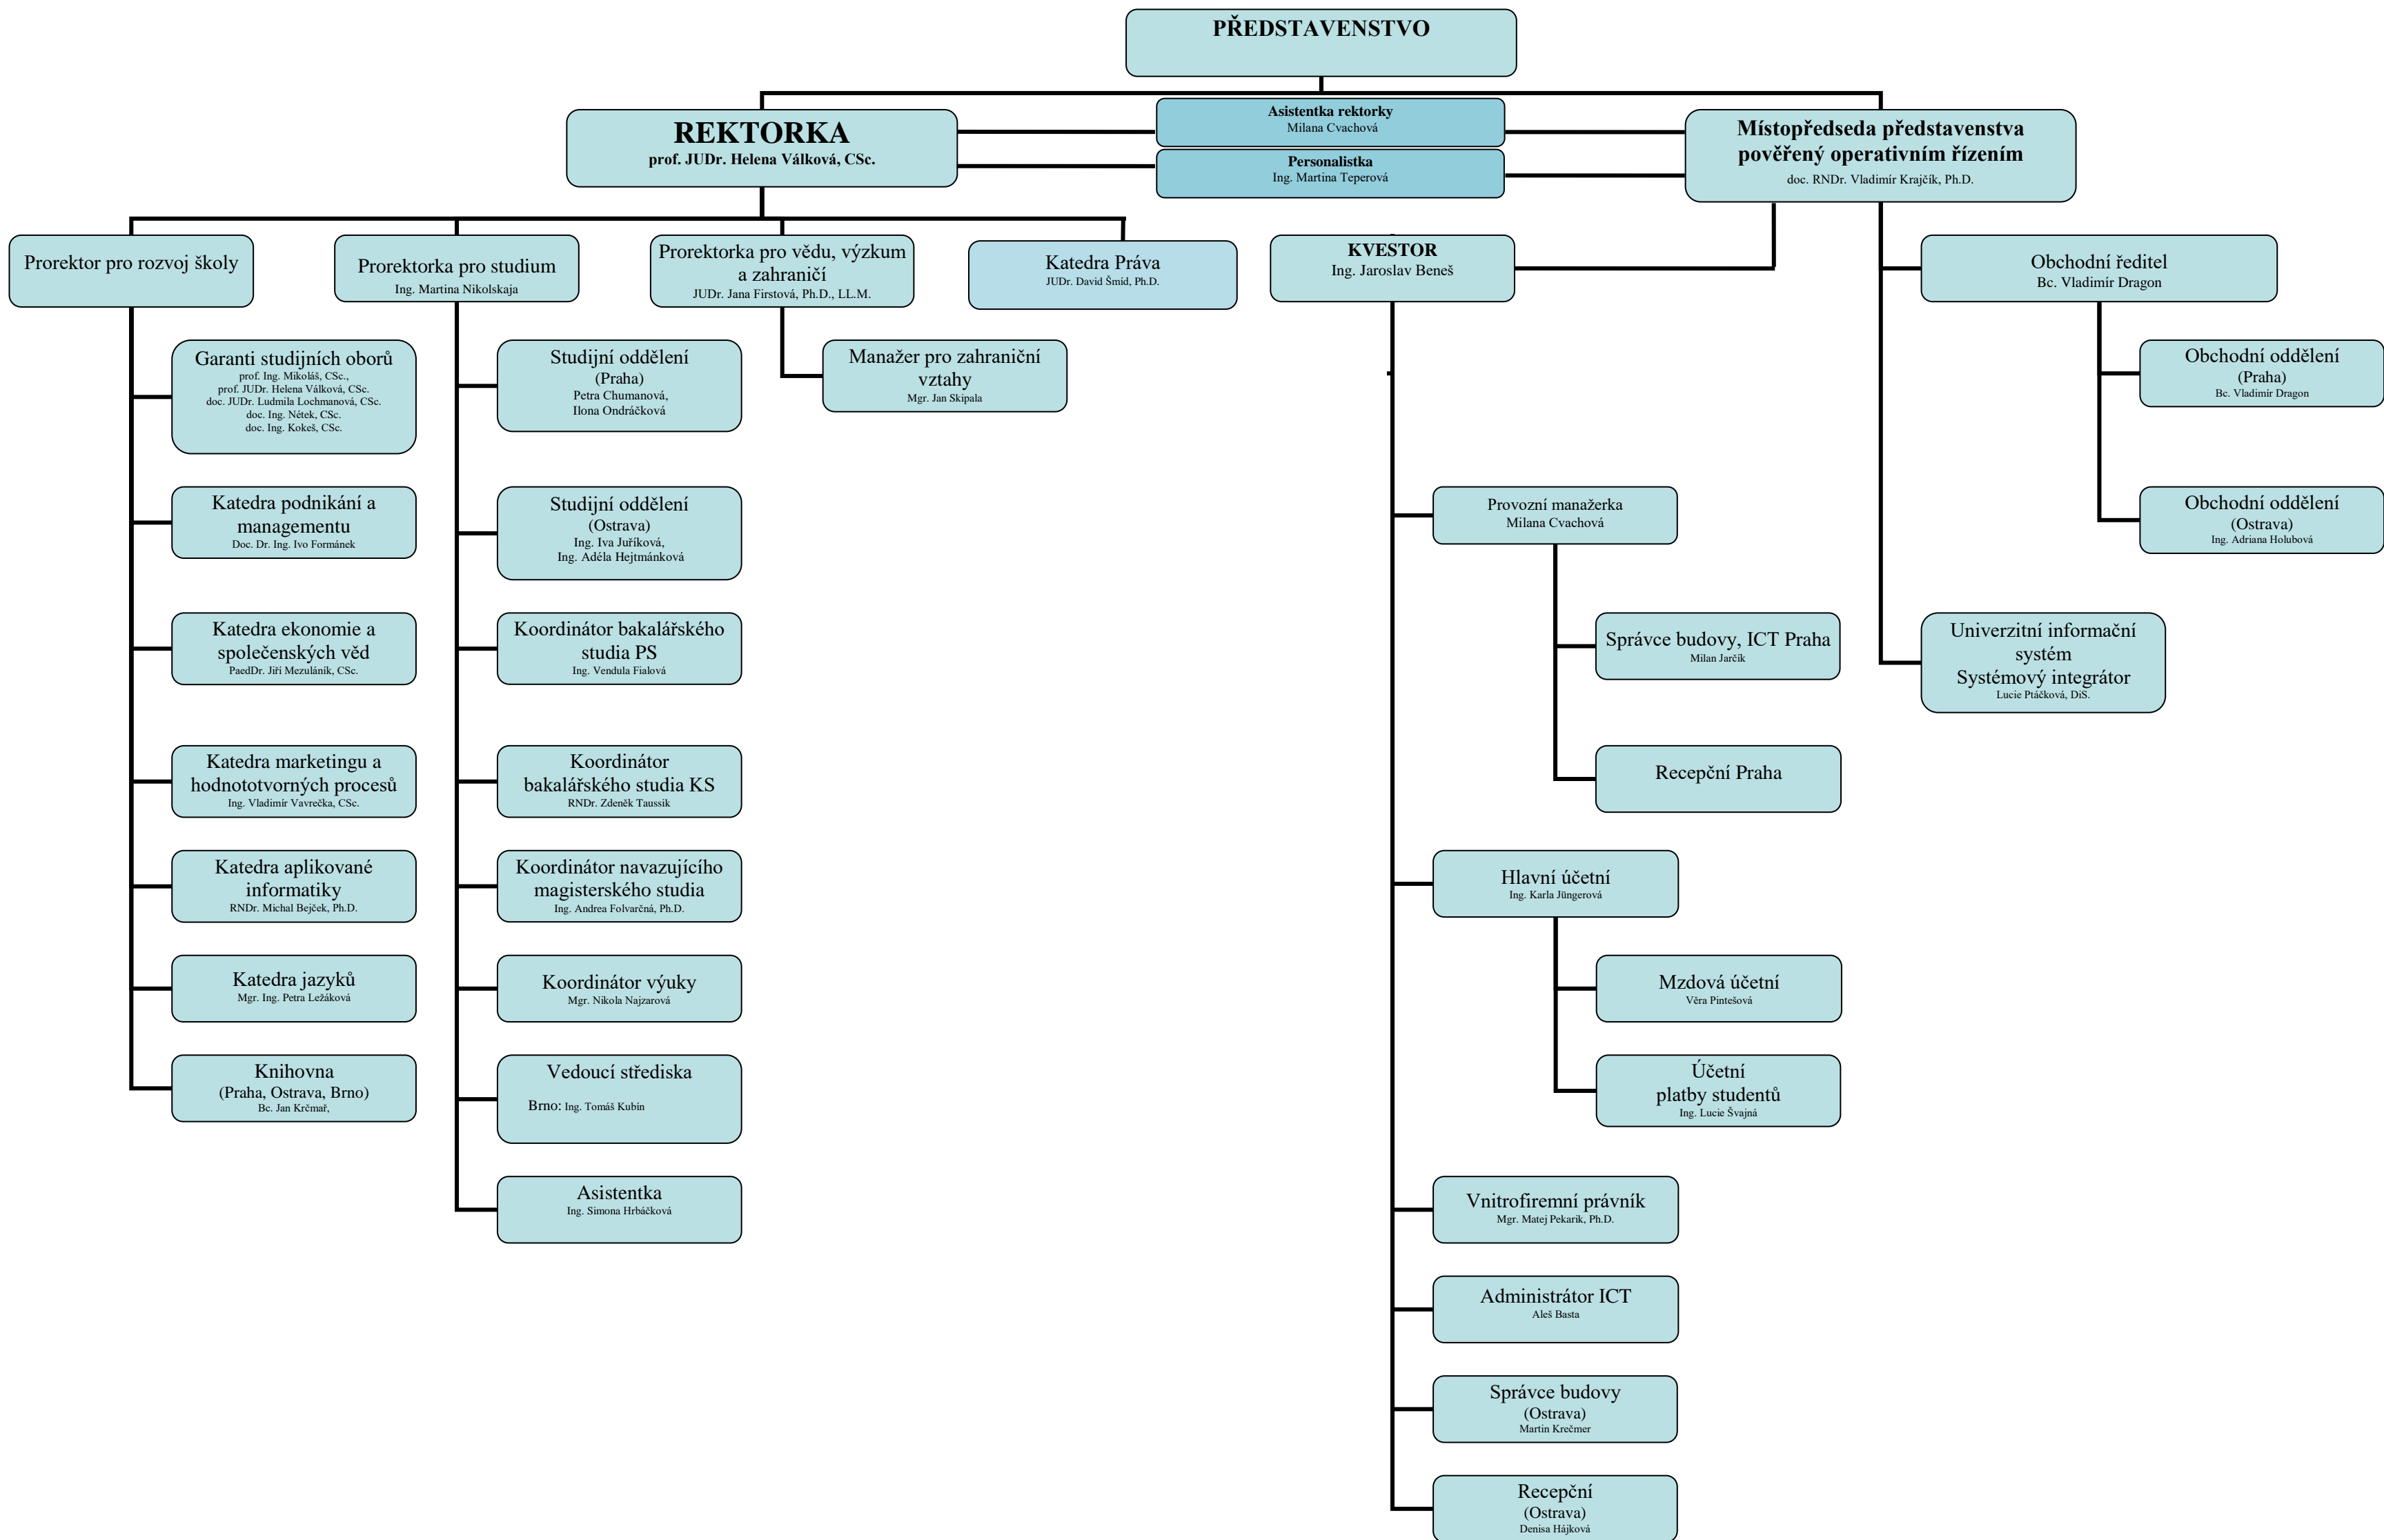 PŘEDSTAVENSTVO
REKTORKA
prof. JUDr. Helena Válková, CSc.
Asistentka rektorky
Milana Cvachová
Personalistka
Ing. Martina Teperová
Místopředseda představenstva
pověřený operativním řízením
doc. RNDr. Vladimír Krajčík, Ph.D.
Prorektor pro rozvoj školy
Prorektorka pro studium
Ing. Martina Nikolskaja
Prorektorka pro vědu, výzkum
a zahraničí
JUDr. Jana Firstová, Ph.D., LL.M.
Katedra Práva
JUDr. David Šmíd, Ph.D.
KVESTOR
Ing. Jaroslav Beneš
Obchodní ředitel
Bc. Vladimír Dragon
Garanti studijních oborů
prof. Ing. Mikoláš, CSc.,
prof. JUDr. Helena Válková, CSc.
doc. JUDr. Ludmila Lochmanová, CSc.
doc. Ing. Nétek, CSc.
doc. Ing. Kokeš, CSc.
Katedra podnikání a
managementu
Doc. Dr. Ing. Ivo Formánek
Katedra ekonomie a
společenských věd
PaedDr. Jiří Mezuláník, CSc.
Katedra marketingu a
hodnototvorných procesů
Ing. Vladimír Vavrečka, CSc.
Katedra aplikované
informatiky
RNDr. Michal Bejček, Ph.D.
Katedra jazyků
Mgr. Ing. Petra Ležáková
Knihovna
(Praha, Ostrava, Brno)
Bc. Jan Krčmař,
Studijní oddělení
(Praha)
Petra Chumanová,
Ilona Ondráčková
Studijní oddělení
(Ostrava)
Ing. Iva Juříková,
Ing. Adéla Hejtmánková
Koordinátor bakalářského
studia PS
Ing. Vendula Fialová
Koordinátor
bakalářského studia KS
RNDr. Zdeněk Taussik
Koordinátor navazujícího
magisterského studia
Ing. Andrea Folvarčná, Ph.D.
Koordinátor výuky
Mgr. Nikola Najzarová
Vedoucí střediska
Brno: Ing. Tomáš Kubín
Asistentka
Ing. Simona Hrbáčková
Manažer pro zahraniční
vztahy
Mgr. Jan Skipala
Provozní manažerka
Milana Cvachová
Správce budovy, ICT Praha
Milan Jarčík
Recepční Praha
Hlavní účetní
Ing. Karla Jüngerová
Mzdová účetní
Věra Pintešová
Účetní
platby studentů
Ing. Lucie Švajná
Vnitrofiremní právník
Mgr. Matej Pekarik, Ph.D.
Administrátor ICT
Aleš Basta
Správce budovy
(Ostrava)
Martin Krečmer
Recepční
(Ostrava)
Denisa Hájková
Obchodní oddělení
(Praha)
Bc. Vladimír Dragon
Obchodní oddělení
(Ostrava)
Ing. Adriana Holubová
Univerzitní informační
systém
Systémový integrátor
Lucie Ptáčková, DiS.